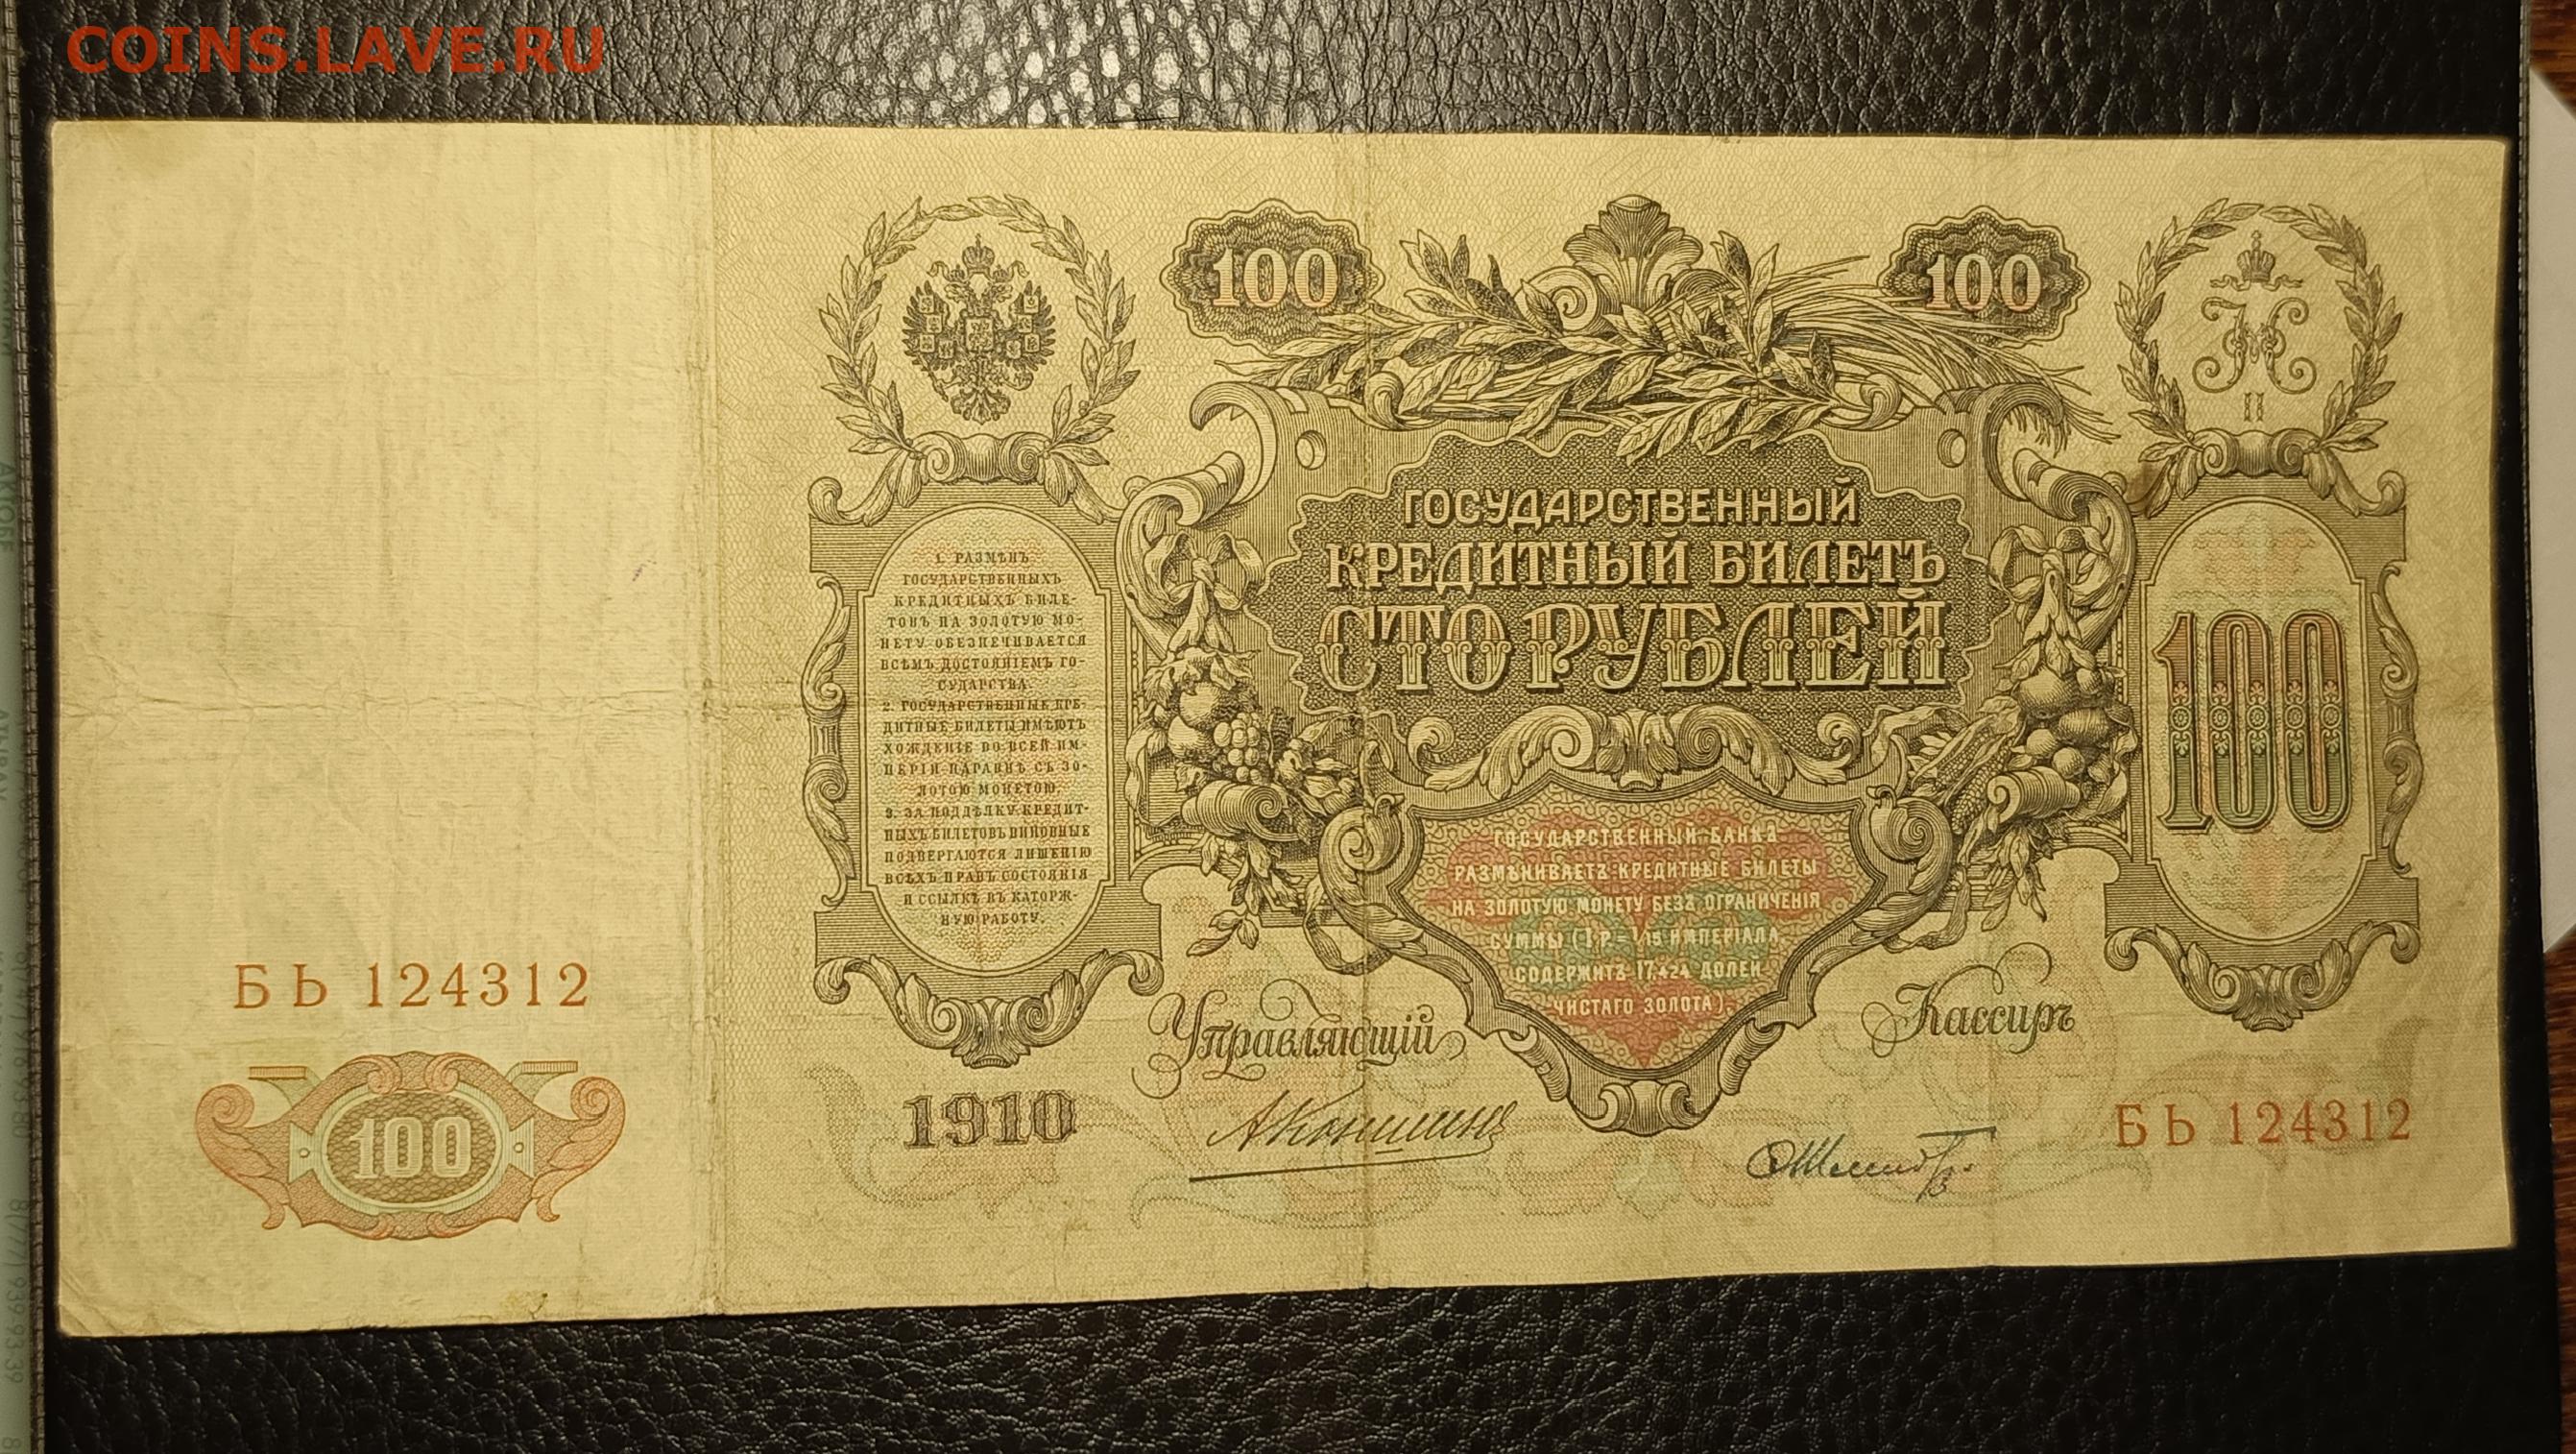 COINS.LAVE.RU
100
100
II
ГОСУДАРСТВЕННЫЙ
КРЕДИТНЫЙ БИЛЕТЪ
СТО РУБЛЕЙ
1. РАЗМѢНЪ
ГОСУДАРСТВЕННЫХЪ
КРЕДИТНЫХЪ БИЛЕ-
ТОВЪ НА ЗОЛОТУЮ МО-
НЕТУ ОБЕЗПЕЧИВАЕТСЯ
ВСѢМЪ ДОСТОЯНІЕМЪ ГО-
СУДАРСТВА.
2. ГОСУДАРСТВЕННЫЕ КРЕ-
ДИТНЫЕ БИЛЕТЫ ИМѢЮТЪ
ХОЖДЕНІЕ ВО ВСЕЙ ИМ-
ПЕРІИ НАРАВНѢ СЪ ЗО-
ЛОТОЮ МОНЕТОЮ.
3. ЗА ПОДДѢЛКУ КРЕДИТ-
НЫХЪ БИЛЕТОВЪ ВИНОВНЫЕ
ПОДВЕРГАЮТСЯ ЛИШЕНІЮ
ВСѢХЪ ПРАВЪ СОСТОЯНІЯ
И ССЫЛКѢ ВЪ КАТОРЖ-
НУЮ РАБОТУ.
100
ГОСУДАРСТВЕННЫЙ БАНКЪ
РАЗМѢНИВАЕТЪ КРЕДИТНЫЕ БИЛЕТЫ
НА ЗОЛОТУЮ МОНЕТУ БЕЗЪ ОГРАНИЧЕНІЯ
СУММЫ (1 Р. = 1/15 ИМПЕРІАЛА,
СОДЕРЖИТЪ 17,424 ДОЛЕЙ
ЧИСТАГО ЗОЛОТА).
БЬ 124312
Управляющій
Кассиръ
100
1910
АКоншинъ
БЬ 124312